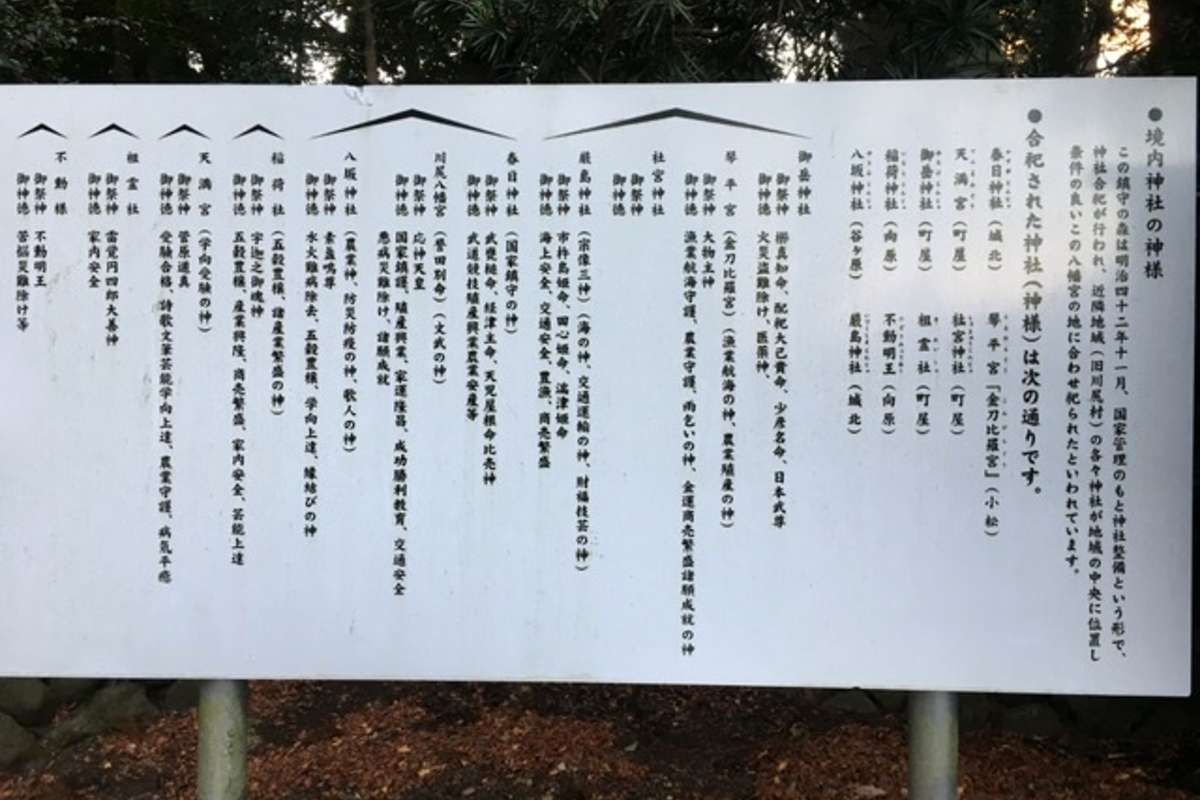 ●境内神社の神様
この鎮守の森は明治四十二年十一月、国家管理のもと神社整備という形で、
神社合祀が行われ、近隣地域(旧川尻村)の各々神社が地域の中央に位置し
条件の良いこの八幡宮の地に合わせ祀られたといわれています。
●合祀された神社(神様)は次の通りです。
春日神社(城北) 琴平宮『金刀比羅宮』(小松)
天満宮(町屋) 社宮神社(町屋)
御岳神社(町屋) 祖霊社(町屋)
稲荷神社(向原) 不動明王(向原)
八坂神社(谷ヶ原) 厳島神社(城北)
御岳神社
御祭神 櫛真知命、配祀大己貴命、少彦名命、日本武尊
御神徳 火災盗難除け、医薬神、
琴平宮(金刀比羅宮)(漁業航海の神、農業殖産の神)
御祭神 大物主神
御神徳 漁業航海守護、農業守護、雨乞いの神、金運商売繁盛諸願成就の神
社宮神社
御祭神
御神徳
厳島神社(宗像三神)(海の神、交通運輸の神、財福技芸の神)
御祭神 市杵島姫命、田心姫命、湍津姫命
御神徳 海上安全、交通安全、豊漁、商売繁盛
春日神社(国家鎮守の神)
御祭神 武甕槌命、経津主命、天児屋根命比売神
御神徳 武道競技殖産興業農業安産等
川尻八幡宮(誉田別命)(文武の神)
御祭神 応神天皇
御神徳 国家鎮護、殖産興業、家運隆昌、成功勝利教育、交通安全
悪病災難除け、諸願成就
八坂神社(農業神、防災防疫の神、歌人の神)
御祭神 素盞鳴尊
御神徳 水火難病除去、五穀豊穣、学向上達、縁結びの神
稲荷社(五穀豊穣、諸産業繁盛の神)
御祭神 宇迦之御魂神
御神徳 五穀豊穣、産業興隆、商売繁盛、家内安全、芸能上達
天満宮(学向受験の神)
御祭神 菅原道真
御神徳 受験合格、詩歌文筆芸能学向上達、農業守護、病気平癒
祖霊社
御祭神 雷覚円四郎大善神
御神徳 家内安全
不動様
御祭神 不動明王
御神徳 苦悩災難除け等